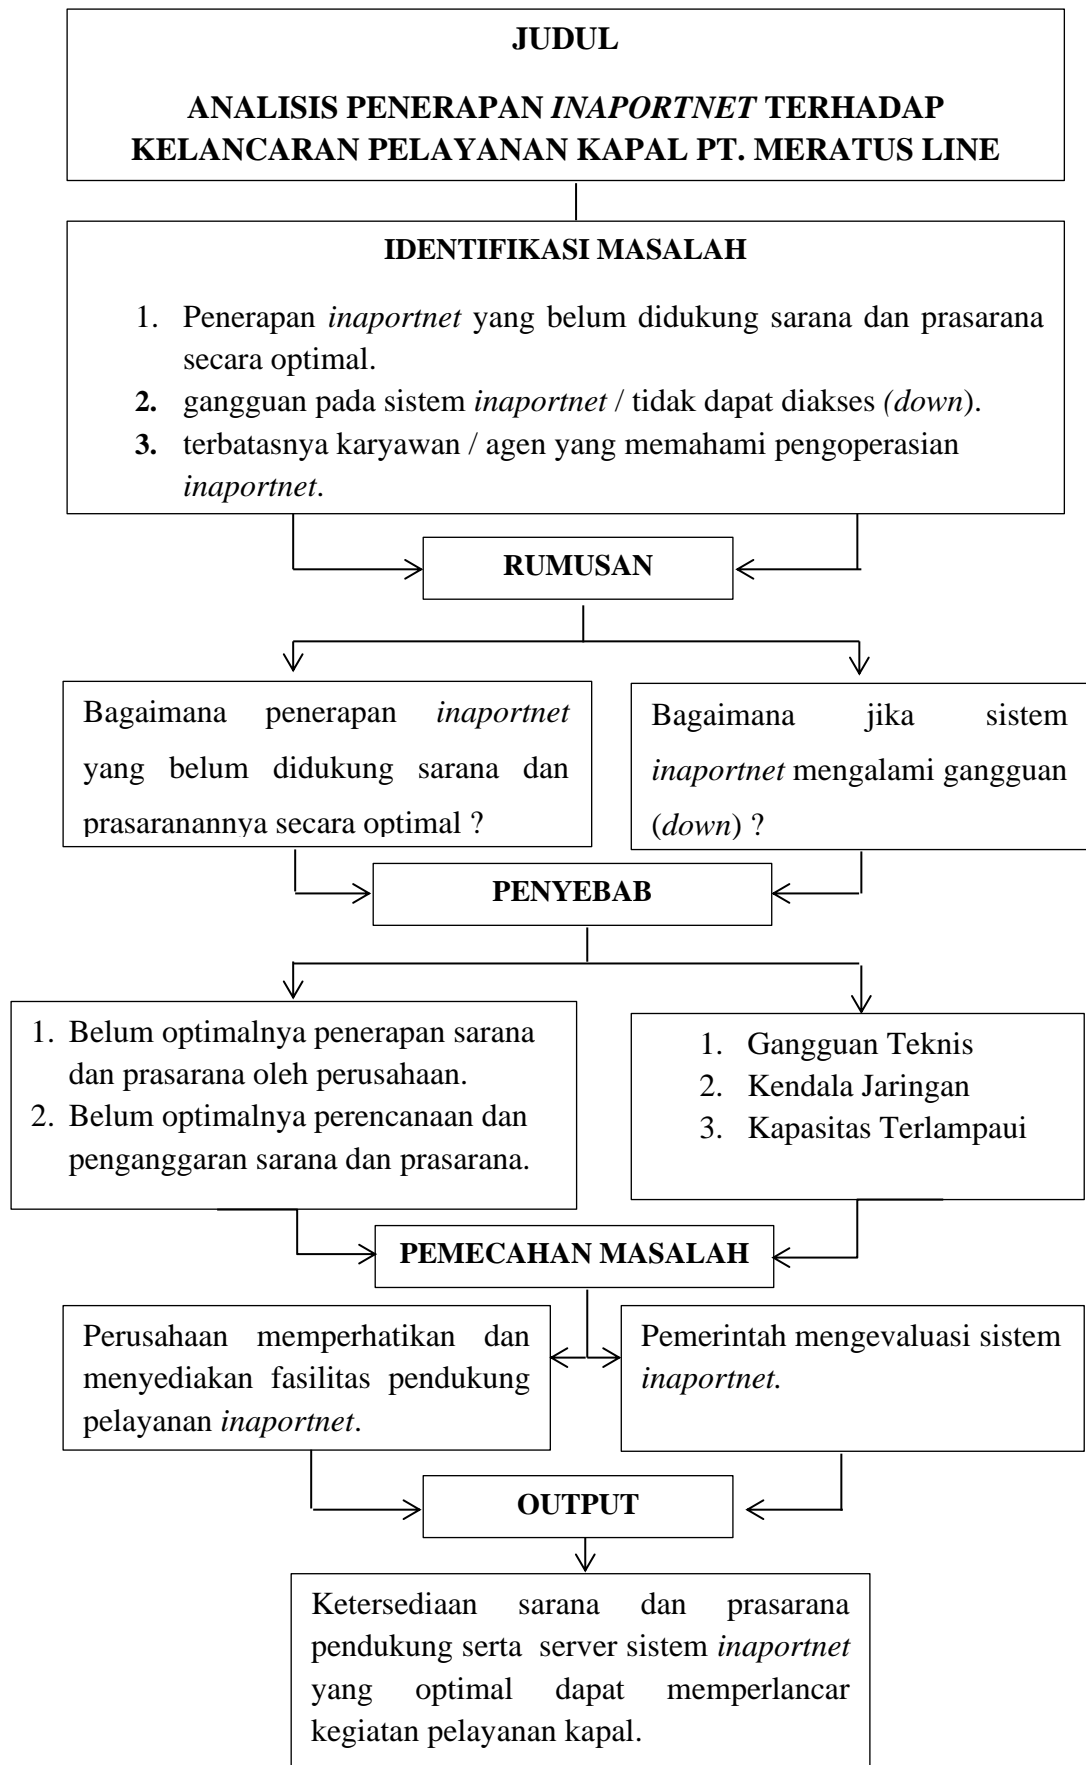 JUDUL
ANALISIS PENERAPAN INAPORTNET TERHADAP
KELANCARAN PELAYANAN KAPAL PT. MERATUS LINE
IDENTIFIKASI MASALAH
1. Penerapan inaportnet yang belum didukung sarana dan prasarana
secara optimal.
2. gangguan pada sistem inaportnet / tidak dapat diakses (down).
3. terbatasnya karyawan / agen yang memahami pengoperasian
inaportnet.
RUMUSAN
Bagaimana penerapan inaportnet
yang belum didukung sarana dan
prasaranannya secara optimal ?
Bagaimana jika sistem
inaportnet mengalami gangguan
(down) ?
PENYEBAB
1. Belum optimalnya penerapan sarana
dan prasarana oleh perusahaan.
2. Belum optimalnya perencanaan dan
penganggaran sarana dan prasarana.
1. Gangguan Teknis
2. Kendala Jaringan
3. Kapasitas Terlampaui
PEMECAHAN MASALAH
Perusahaan memperhatikan dan
menyediakan fasilitas pendukung
pelayanan inaportnet.
Pemerintah mengevaluasi sistem
inaportnet.
OUTPUT
Ketersediaan sarana dan prasarana
pendukung serta server sistem inaportnet
yang optimal dapat memperlancar
kegiatan pelayanan kapal.